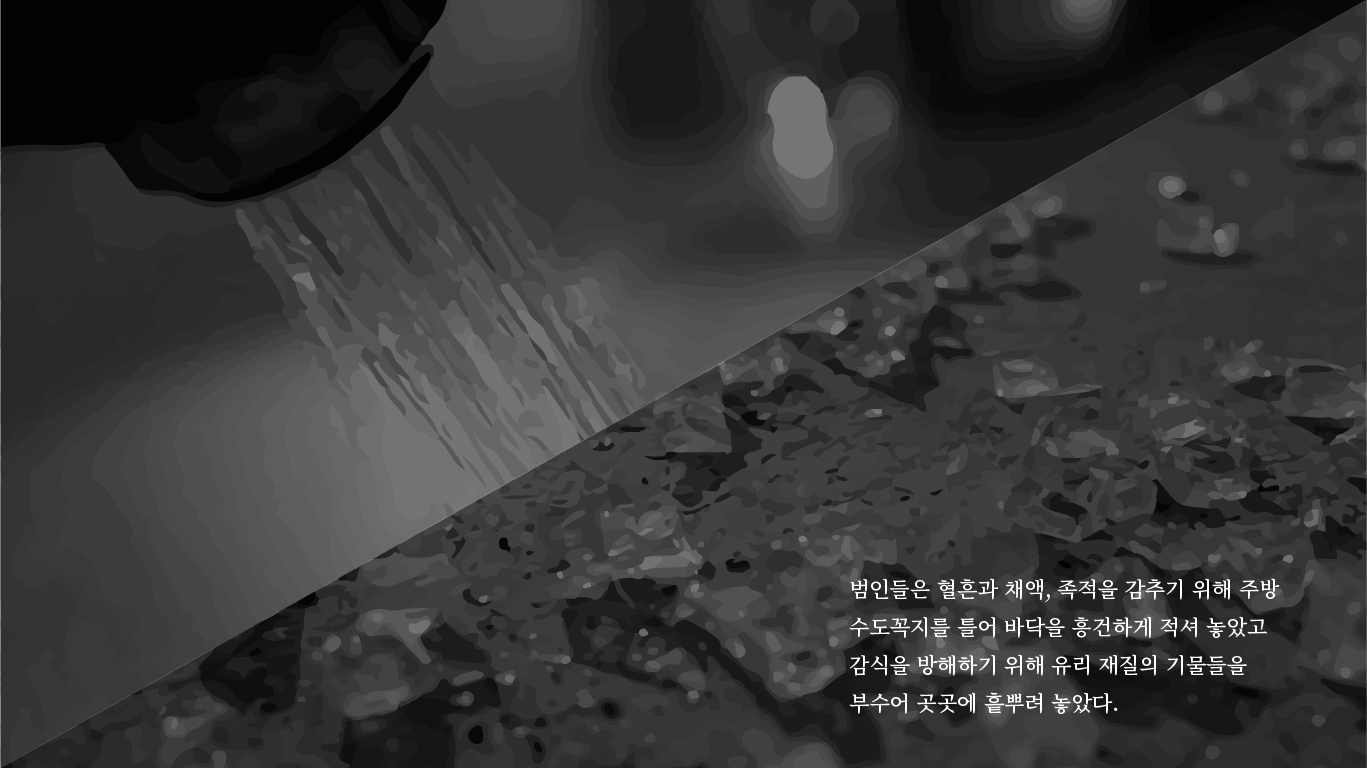 범인들은 혈흔과 채액, 족적을 감추기 위해 주방
수도꼭지를 틀어 바닥을 흥건하게 적셔 놓았고
감식을 방해하기 위해 유리 재질의 기물들을
부수어 곳곳에 흩뿌려 놓았다.